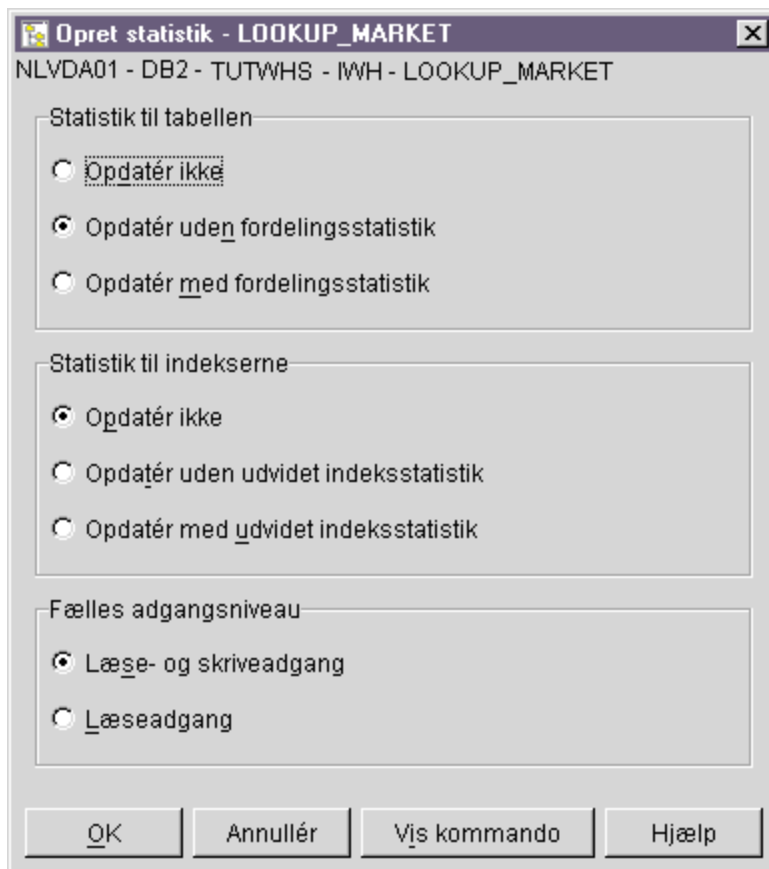 Opret statistik - LOOKUP_MARKET
NLVDA01 - DB2 - TUTWHS - IWH - LOOKUP_MARKET
Statistik til tabellen
Opdatér ikke
Opdatér uden fordelingsstatistik
Opdatér med fordelingsstatistik
Statistik til indekserne
Opdatér ikke
Opdatér uden udvidet indeksstatistik
Opdatér med udvidet indeksstatistik
Fælles adgangsniveau
Læse- og skriveadgang
Læseadgang
OK Annullér Vis kommando Hjælp